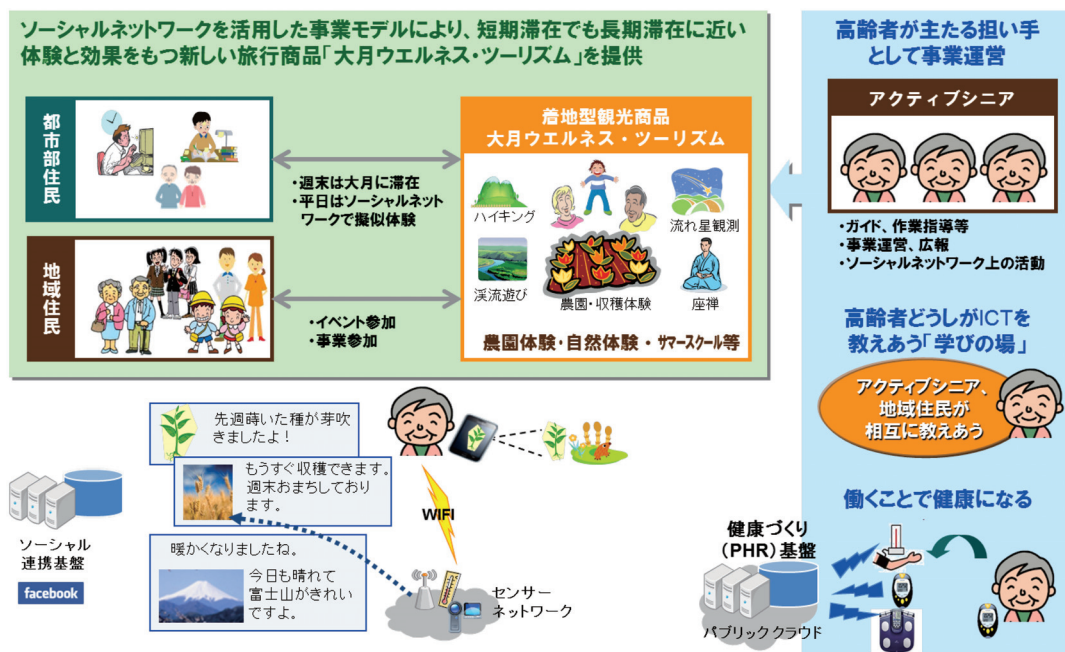 ソーシャルネットワークを活用した事業モデルにより、短期滞在でも長期滞在に近い
体験と効果をもつ新しい旅行商品「大月ウエルネス・ツーリズム」を提供
都市部住民
・週末は大月に滞在
・平日はソーシャルネット
ワークで擬似体験
地域住民
・イベント参加
・事業参加
着地型観光商品
大月ウエルネス・ツーリズム
ハイキング
流れ星観測
渓流遊び
農園・収穫体験
座禅
農園体験・自然体験・サマースクール等
高齢者が主たる担い手
として事業運営
アクティブシニア
・ガイド、作業指導等
・事業運営、広報
・ソーシャルネットワーク上の活動
高齢者どうしがICTを
教えあう「学びの場」
アクティブシニア、
地域住民が
相互に教えあう
働くことで健康になる
先週蒔いた種が芽吹
きましたよ！
もうすぐ収穫できます。
週末おまちしており
ます。
暖かくなりましたね。
今日も晴れて
富士山がきれい
ですよ。
ソーシャル
連携基盤
facebook
WIFI
センサー
ネットワーク
健康づくり
(PHR)基盤
パブリッククラウド